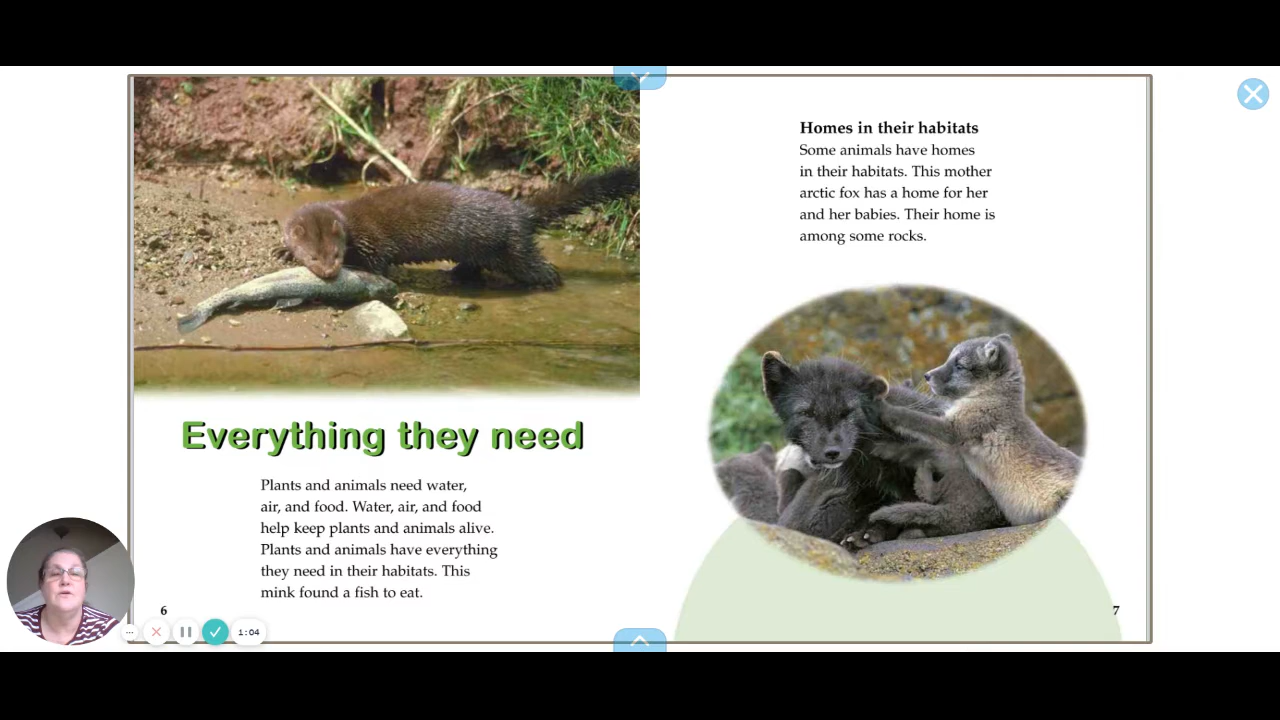 Everything they need
Plants and animals need water,
air, and food. Water, air, and food
help keep plants and animals alive.
Plants and animals have everything
they need in their habitats. This
mink found a fish to eat.
6
1:04
Homes in their habitats
Some animals have homes
in their habitats. This mother
arctic fox has a home for her
and her babies. Their home is
among some rocks.
7